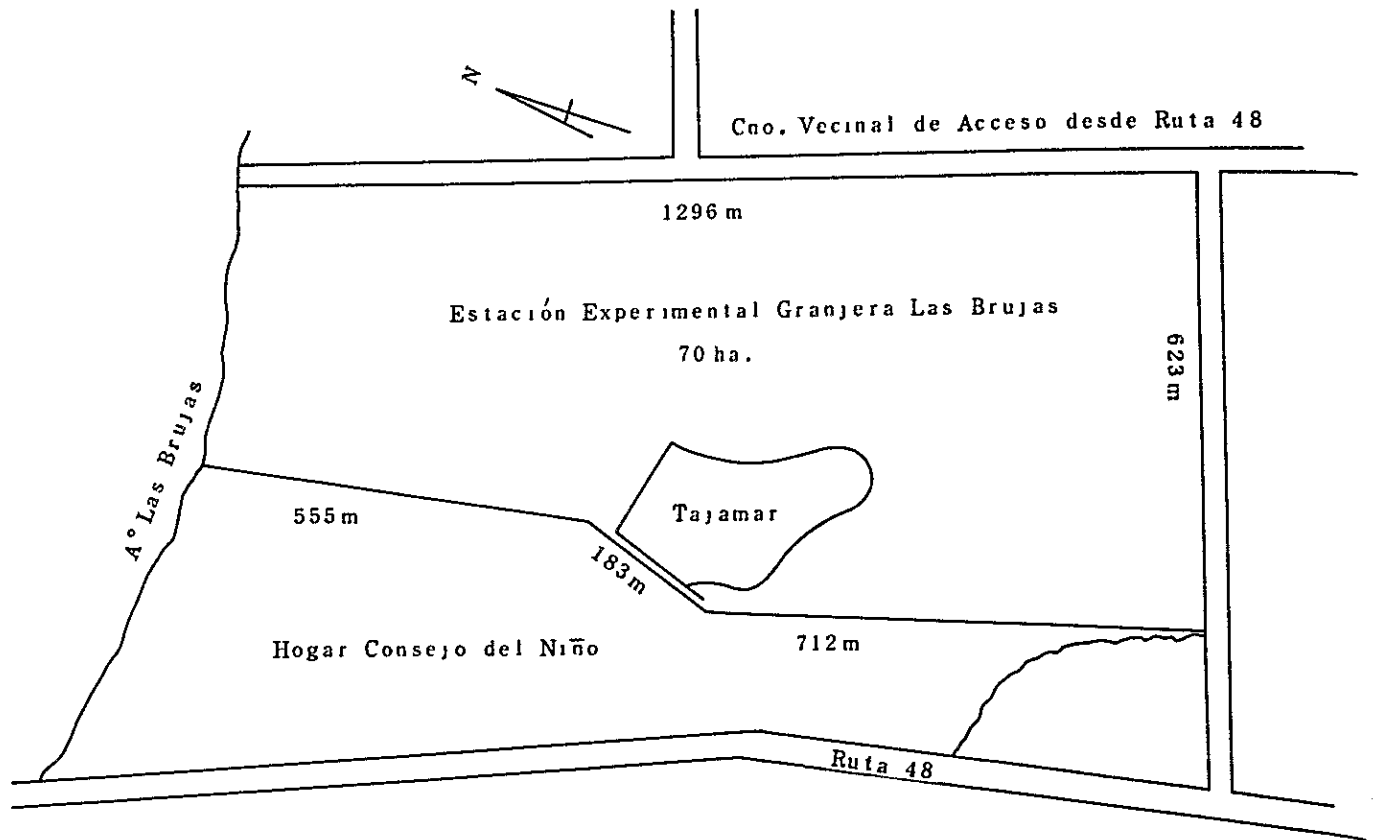 N
Cno. Vecinal de Acceso desde Ruta 48
1296 m
Estación Experimental Granjera Las Brujas
70 ha.
623 m
A° Las Brujas
555 m
Tajamar
183 m
Hogar Consejo del Niño
712 m
Ruta 48